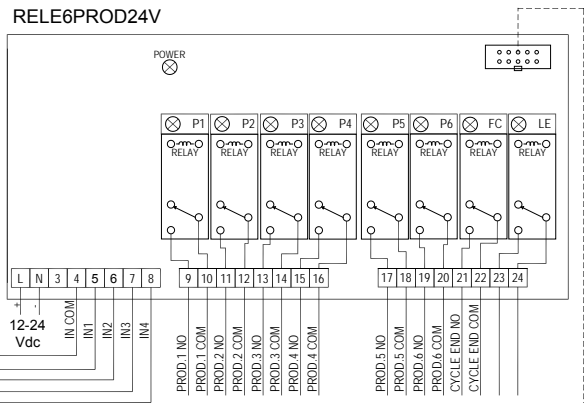 RELE6PROD24V
POWER
P1 P2 P3 P4 P5 P6 FC LE
RELAY RELAY RELAY RELAY RELAY RELAY RELAY RELAY
L N 3 4 5 6 7 8 9 10 11 12 13 14 15 16 17 18 19 20 21 22 23 24
+ -
12-24
Vdc
IN COM
IN1
IN2
IN3
IN4
PROD.1 NO
PROD.1 COM
PROD.2 NO
PROD.2 COM
PROD.3 NO
PROD.3 COM
PROD.4 NO
PROD.4 COM
PROD.5 NO
PROD.5 COM
PROD.6 NO
PROD.6 COM
CYCLE END NO
CYCLE END COM